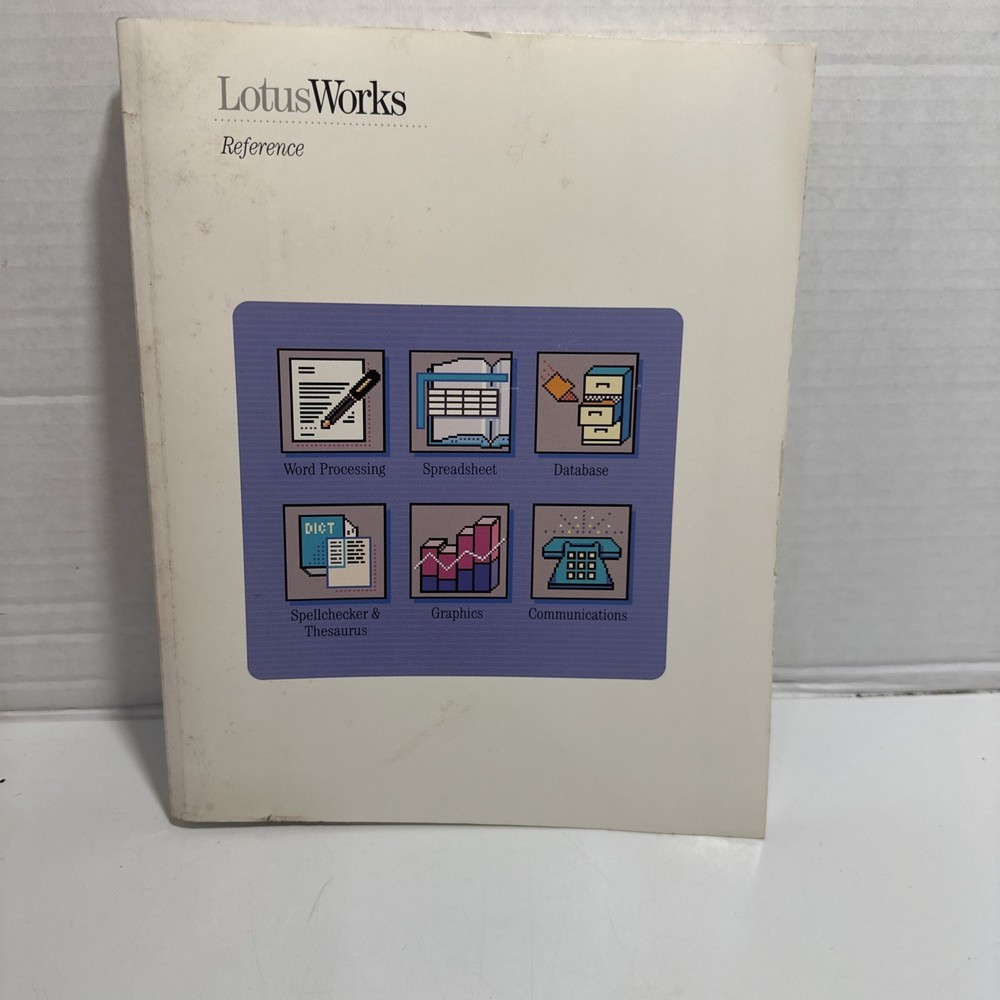 LotusWorks
Reference
Word Processing
Spreadsheet
Database
DICT
Spellchecker &
Thesaurus
Graphics
Communications